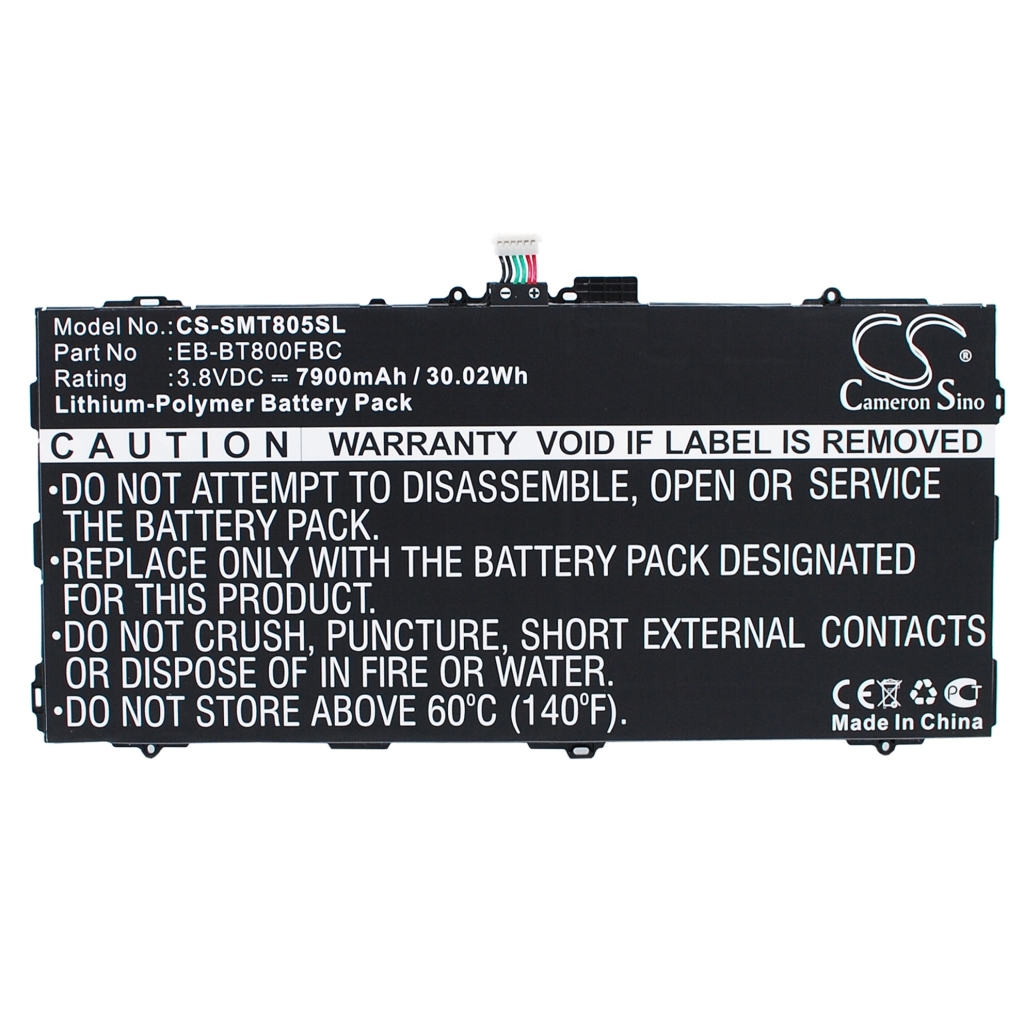 Model No.: CS-SMT805SL
Part No : EB-BT800FBC
Rating : 3.8VDC ⎓ 7900mAh / 30.02Wh
Lithium-Polymer Battery Pack
CS ®
Cameron Sino
CAUTION WARRANTY VOID IF LABEL IS REMOVED
•DO NOT ATTEMPT TO DISASSEMBLE, OPEN OR SERVICE
THE BATTERY PACK.
•REPLACE ONLY WITH THE BATTERY PACK DESIGNATED
FOR THIS PRODUCT.
•DO NOT CRUSH, PUNCTURE, SHORT EXTERNAL CONTACTS
OR DISPOSE OF IN FIRE OR WATER.
•DO NOT STORE ABOVE 60°C (140°F).
CE PCT
Made In China